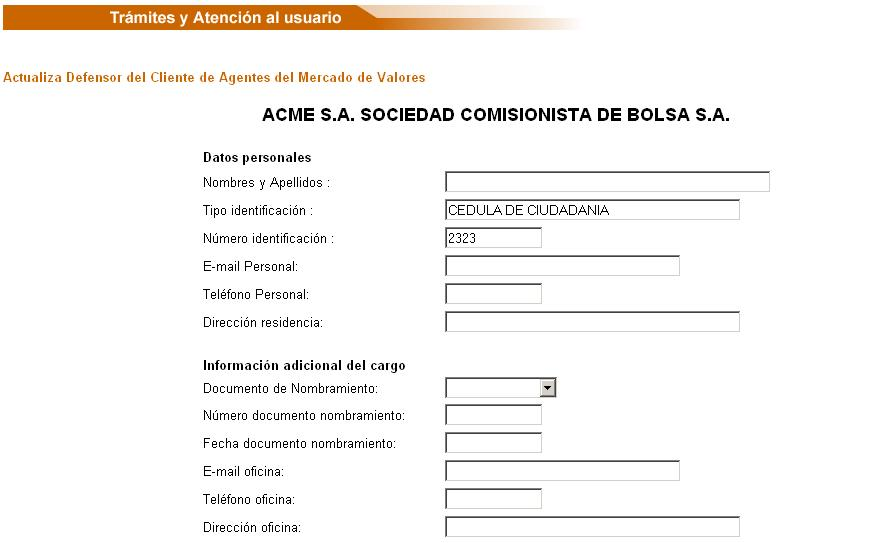 Trámites y Atención al usuario
Actualiza Defensor del Cliente de Agentes del Mercado de Valores
ACME S.A. SOCIEDAD COMISIONISTA DE BOLSA S.A.
Datos personales
Nombres y Apellidos :
Tipo identificación : CEDULA DE CIUDADANIA
Número identificación : 2323
E-mail Personal:
Teléfono Personal:
Dirección residencia:
Información adicional del cargo
Documento de Nombramiento:
Número documento nombramiento:
Fecha documento nombramiento:
E-mail oficina:
Teléfono oficina:
Dirección oficina: